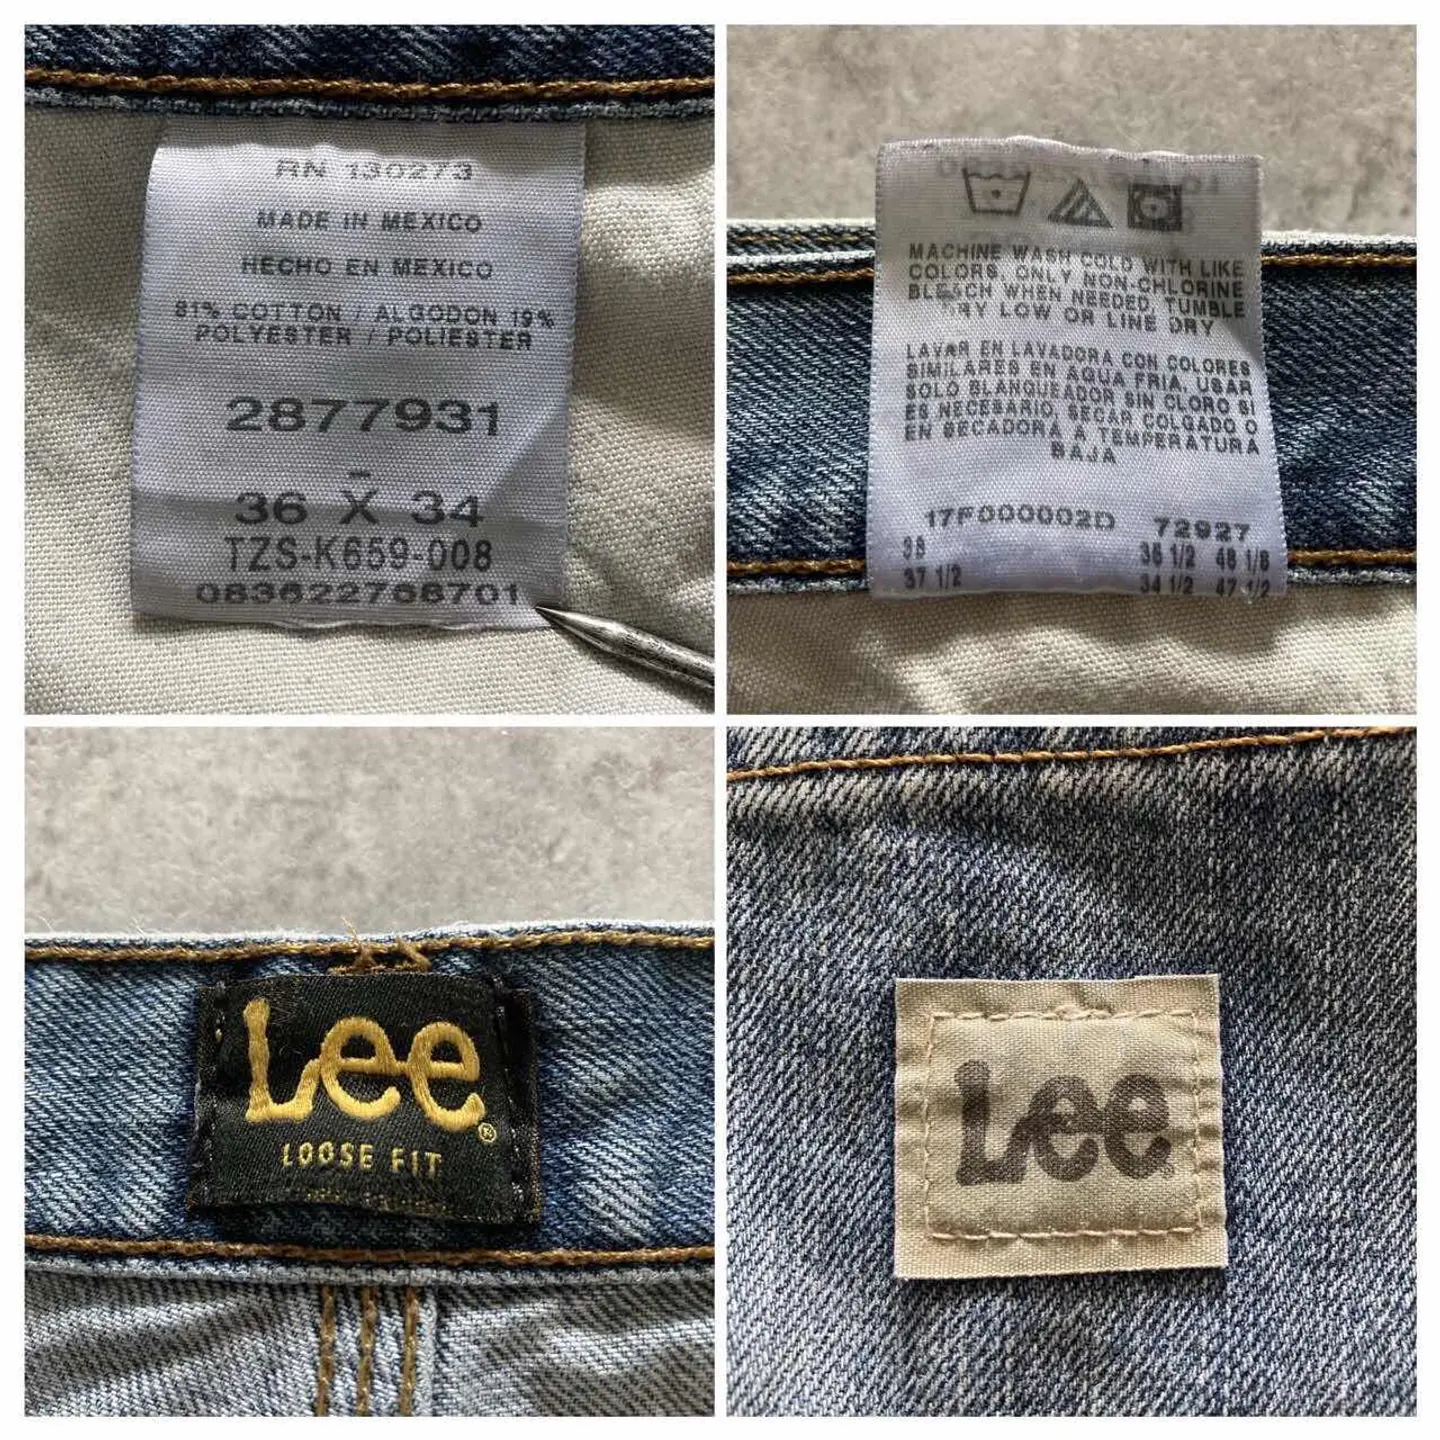 RN 130273
MADE IN MEXICO
HECHO EN MEXICO
81% COTTON / ALGODON 19%
POLYESTER / POLIESTER
2877931
-
36 X 34
TZS-K659-008
083622768701
MACHINE WASH COLD WITH LIKE
COLORS, ONLY NON-CHLORINE
BLEACH WHEN NEEDED, TUMBLE
DRY LOW OR LINE DRY
LAVAR EN LAVADORA CON COLORES
SIMILARES EN AGUA FRIA, USAR
SOLO BLANQUEADOR SIN CLORO SI
ES NECESARIO, SECAR COLGADO O
EN SECADORA A TEMPERATURA
BAJA
17F000002D 72927
38 36 1/2 48 1/8
37 1/2 34 1/2 47 1/2
Lee®
LOOSE FIT
Lee